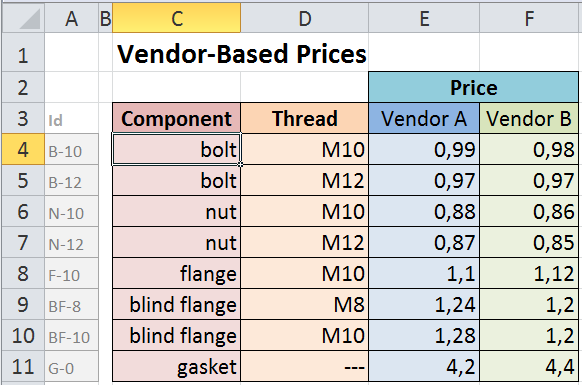 A B C D E F
1 Vendor-Based Prices
2 Price
3 Id Component Thread Vendor A Vendor B
4 B-10 bolt M10 0,99 0,98
5 B-12 bolt M12 0,97 0,97
6 N-10 nut M10 0,88 0,86
7 N-12 nut M12 0,87 0,85
8 F-10 flange M10 1,1 1,12
9 BF-8 blind flange M8 1,24 1,2
10 BF-10 blind flange M10 1,28 1,2
11 G-0 gasket --- 4,2 4,4